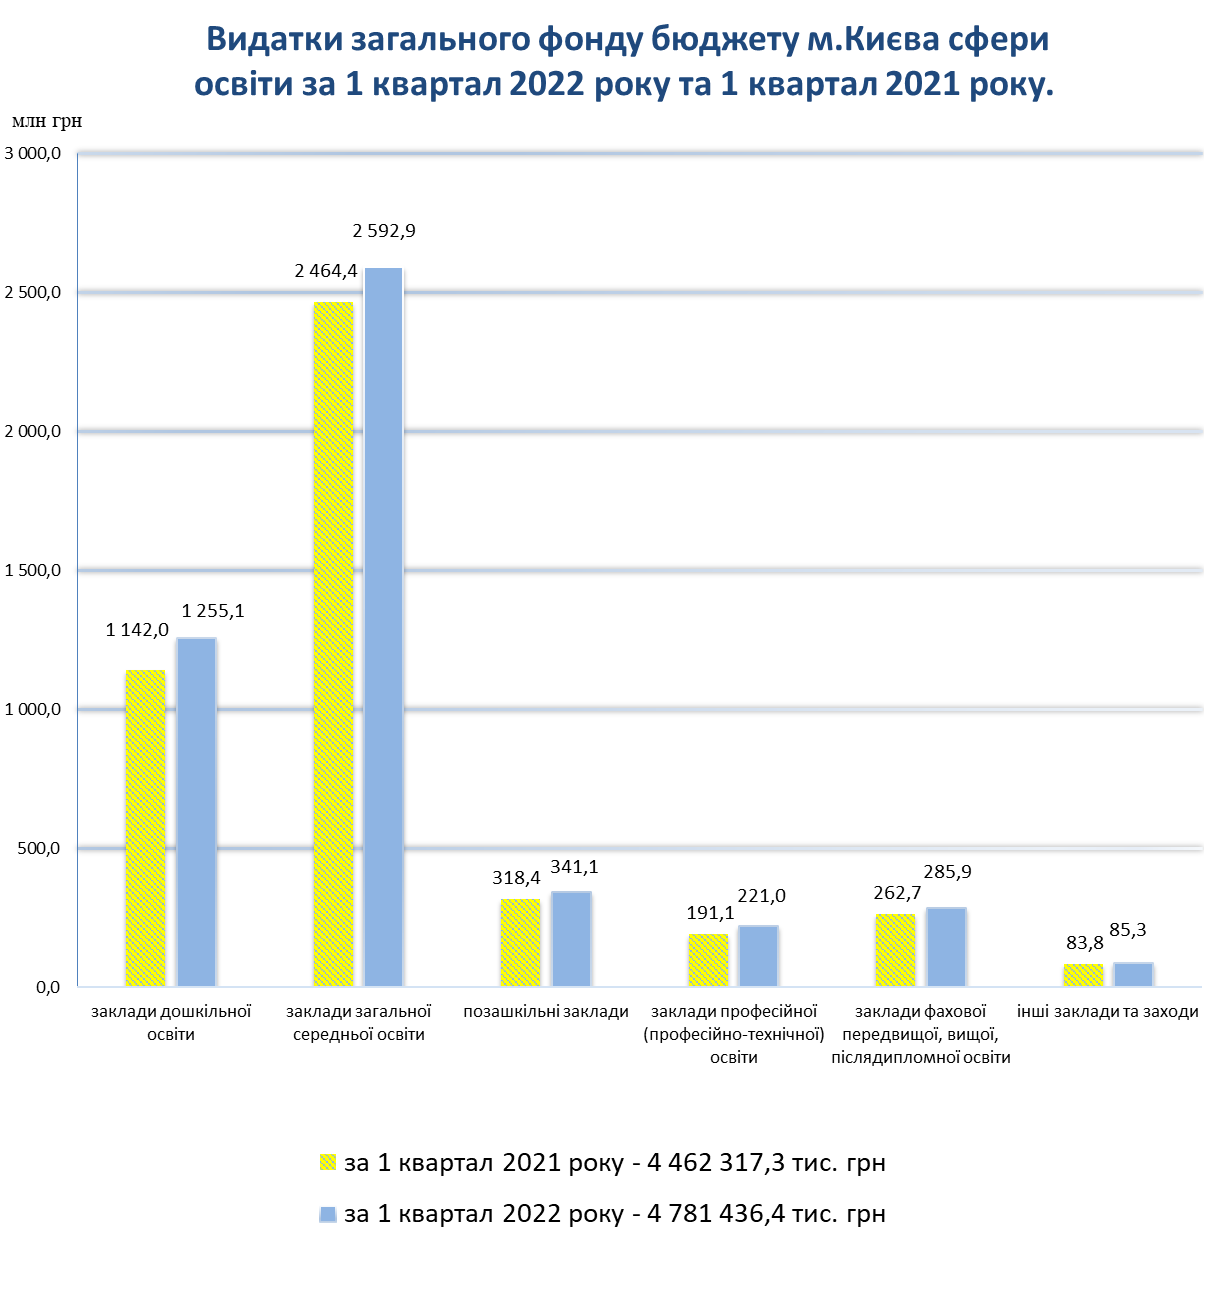 Видатки загального фонду бюджету м.Києва сфери
освіти за 1 квартал 2022 року та 1 квартал 2021 року.
млн грн
3 000,0
2 500,0
2 000,0
1 500,0
1 000,0
500,0
0,0
1 142,0
1 255,1
2 464,4
2 592,9
318,4
341,1
191,1
221,0
262,7
285,9
83,8
85,3
заклади дошкільної
освіти
заклади загальної
середньої освіти
позашкільні заклади
заклади професійної
(професійно-технічної)
освіти
заклади фахової
передвищої, вищої,
післядипломної освіти
інші заклади та заходи
за 1 квартал 2021 року - 4 462 317,3 тис. грн
за 1 квартал 2022 року - 4 781 436,4 тис. грн